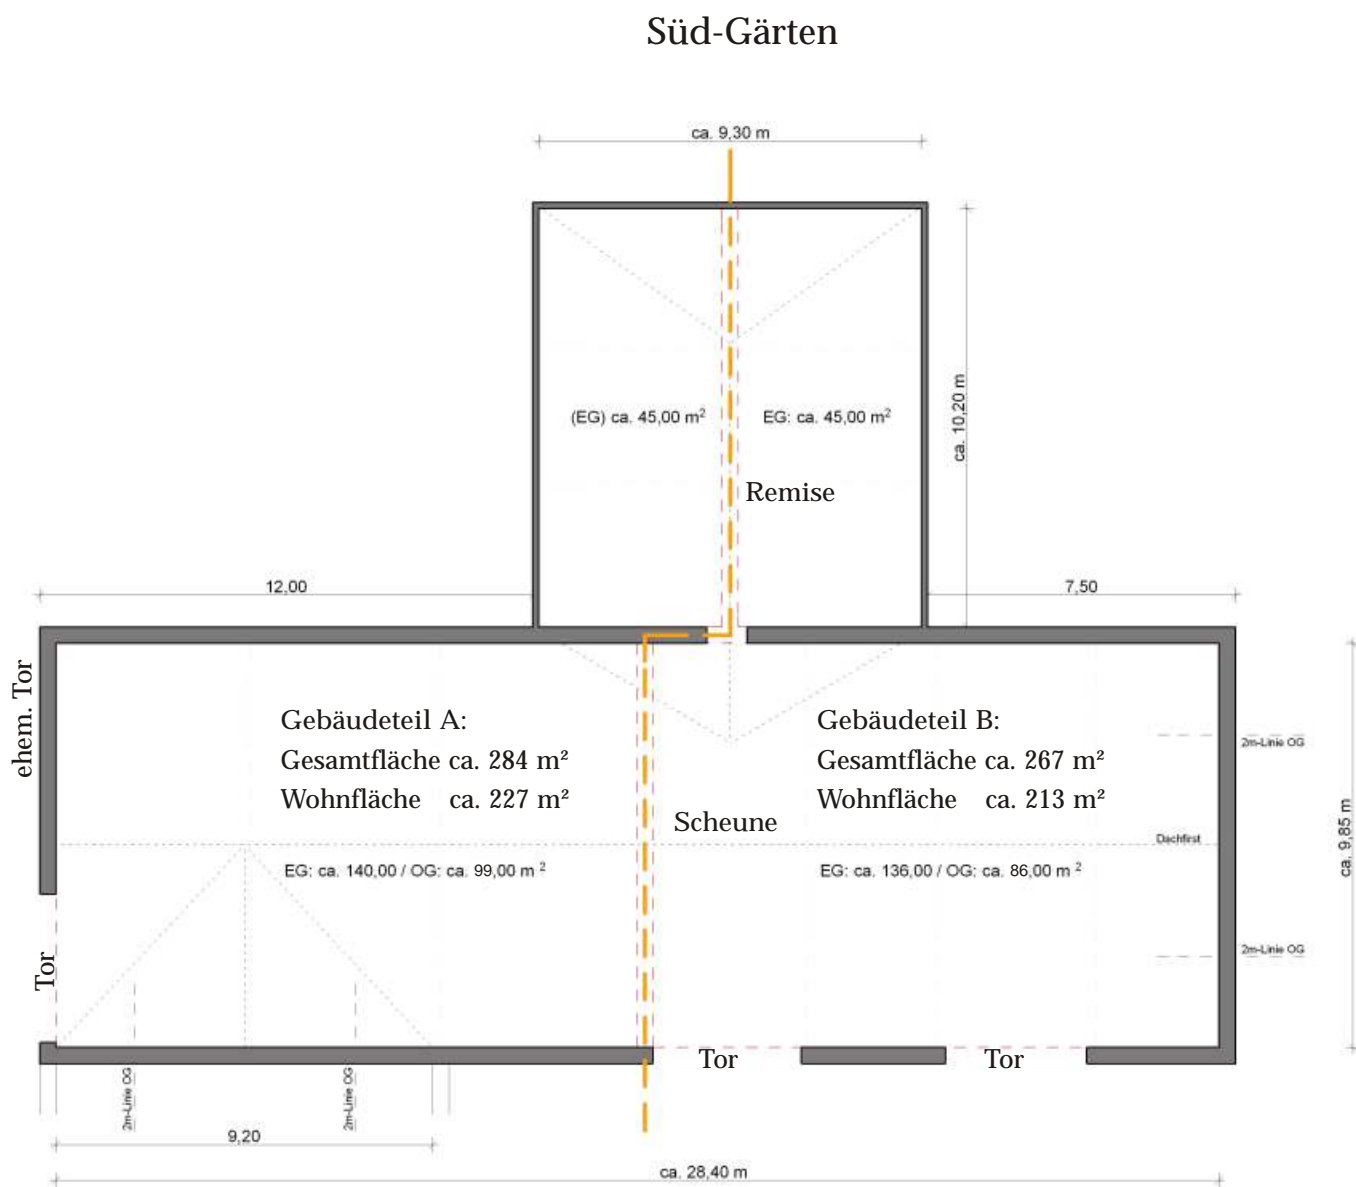 Süd-Gärten
ca. 9,30 m
(EG) ca. 45,00 m²
EG: ca. 45,00 m²
ca. 10,20 m
Remise
12,00
7,50
ehem. Tor
Gebäudeteil A:
Gesamtfläche ca. 284 m²
Wohnfläche ca. 227 m²
Gebäudeteil B:
Gesamtfläche ca. 267 m²
Wohnfläche ca. 213 m²
2m-Linie OG
Scheune
Dachfirst
ca. 9,85 m
EG: ca. 140,00 / OG: ca. 99,00 m ²
EG: ca. 136,00 / OG: ca. 86,00 m ²
2m-Linie OG
Tor
Tor
Tor
2m-Linie OG
2m-Linie OG
9,20
ca. 28,40 m